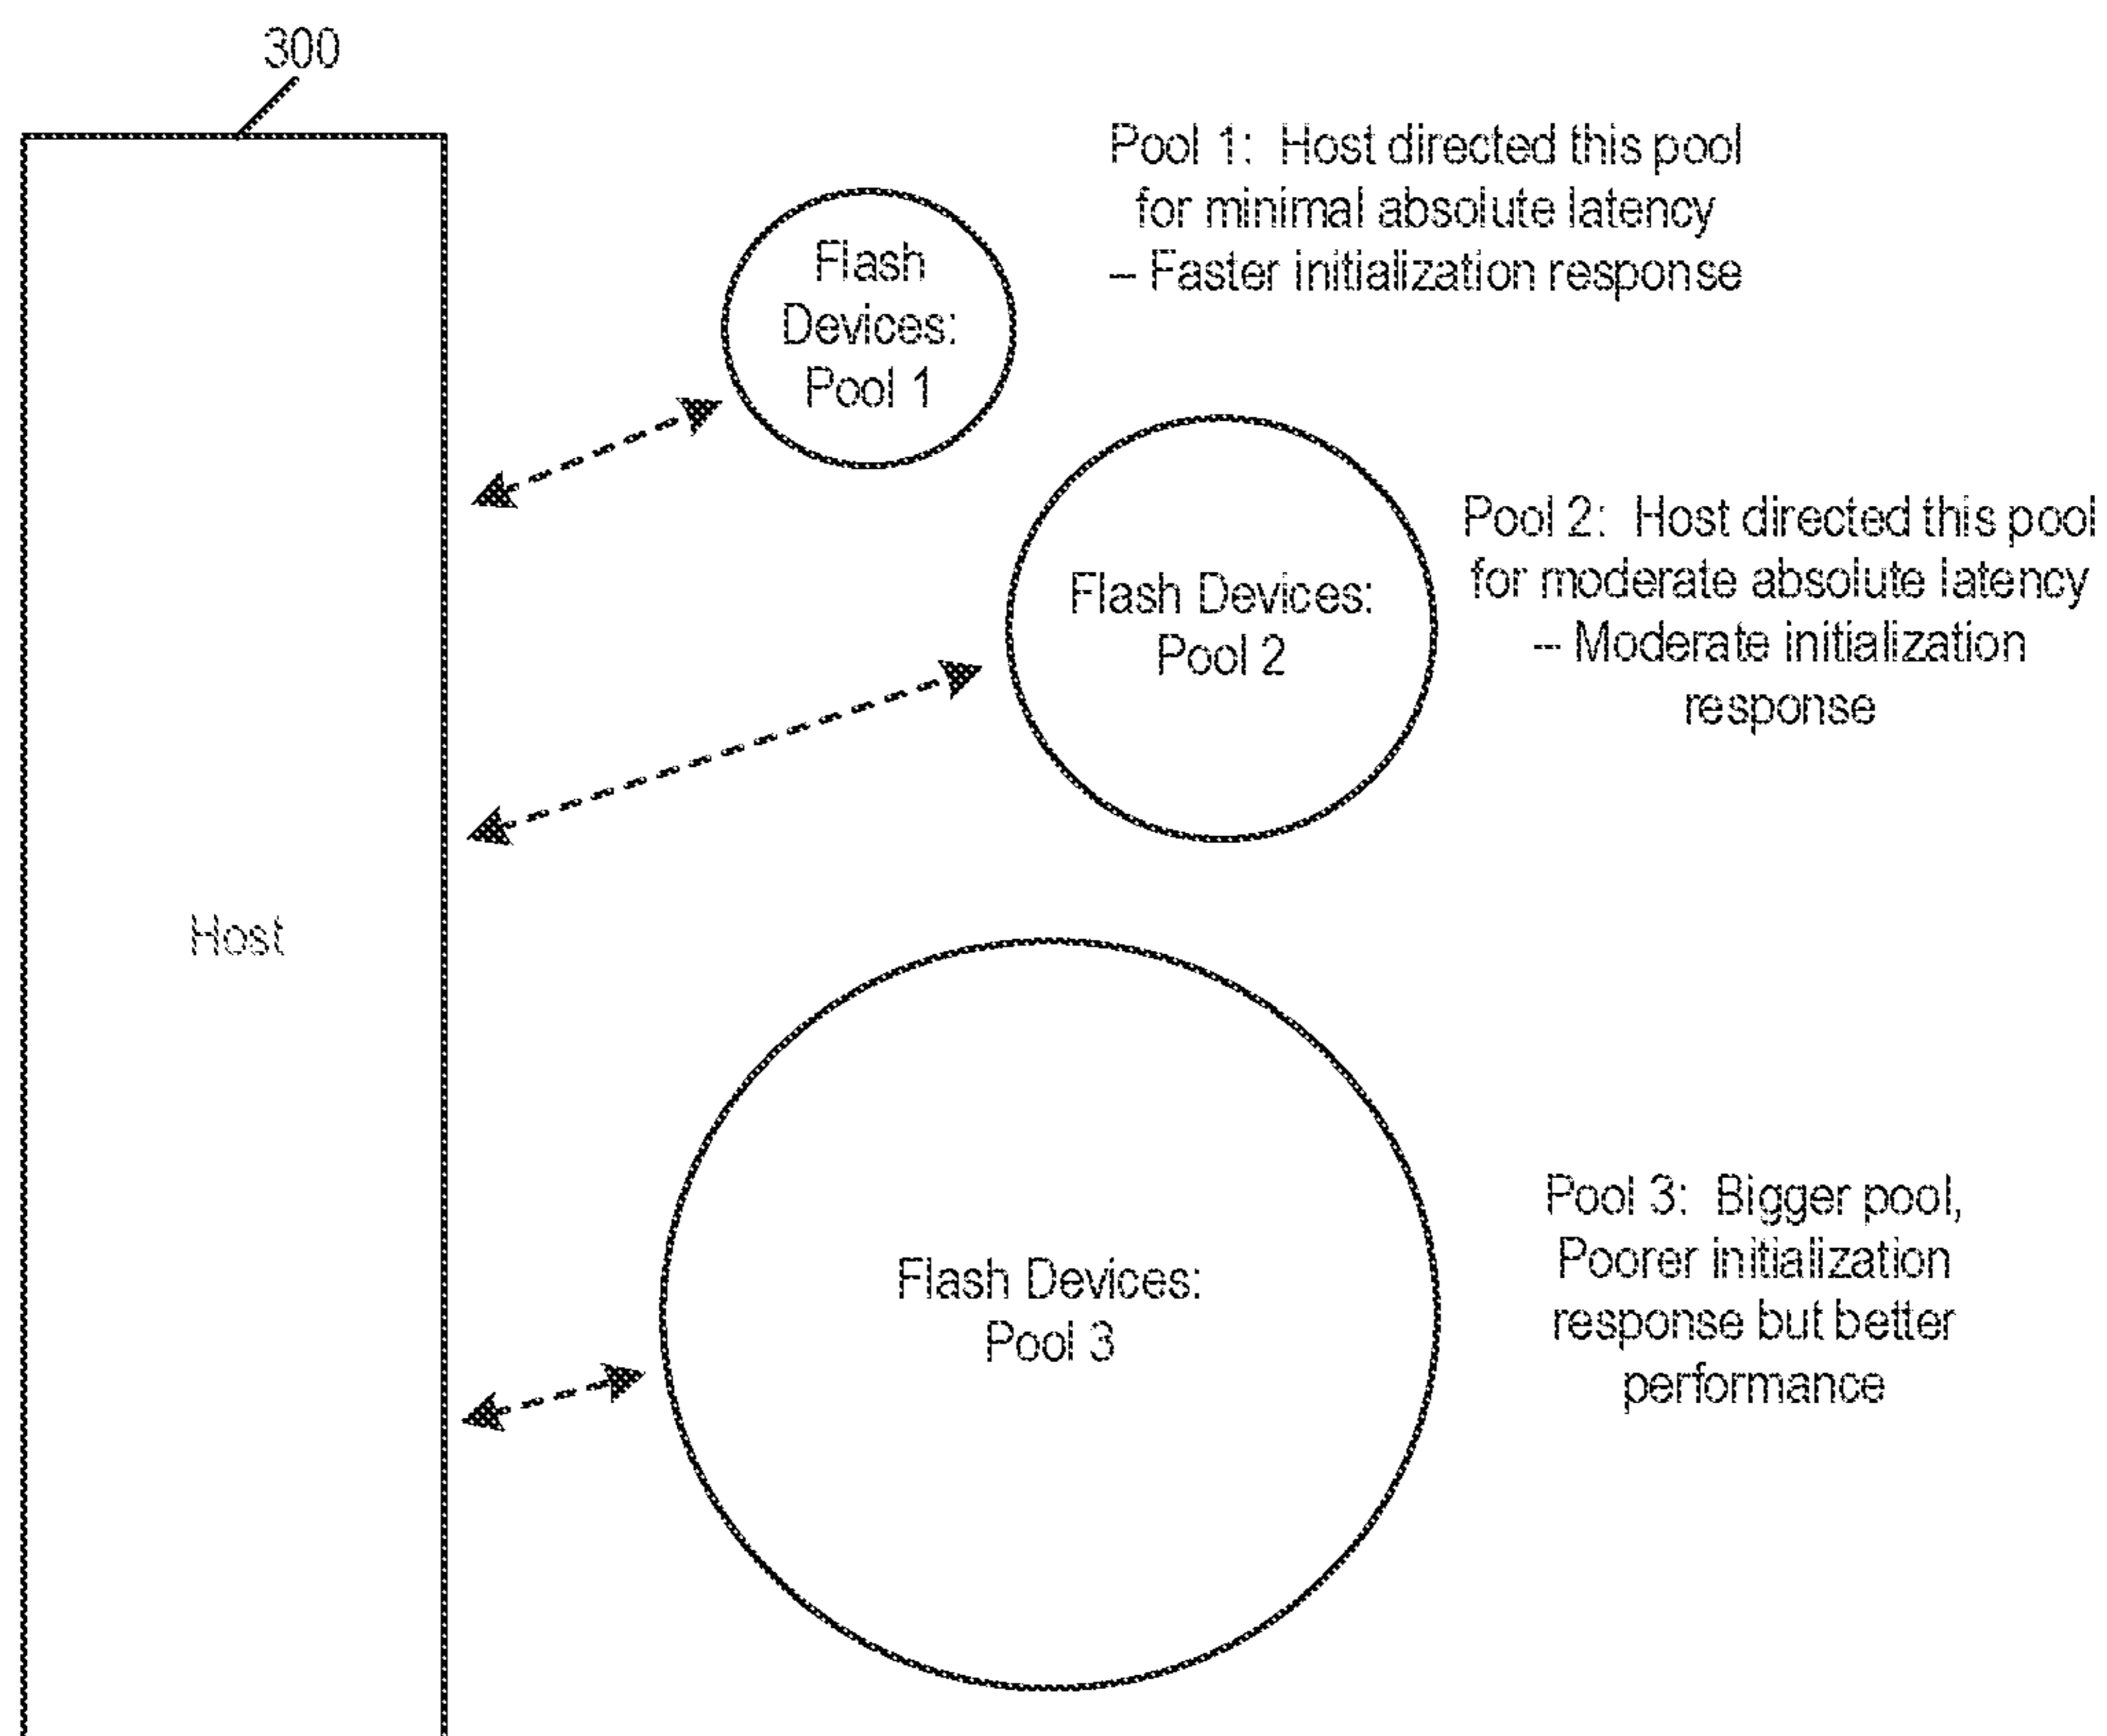 300
Pool 1: Host directed this pool
for minimal absolute latency
-- Faster initialization response
Flash
Devices:
Pool 1
Pool 2: Host directed this pool
for moderate absolute latency
-- Moderate initialization
response
Flash Devices:
Pool 2
Host
Pool 3: Bigger pool,
Poorer initialization
response but better
performance
Flash Devices:
Pool 3